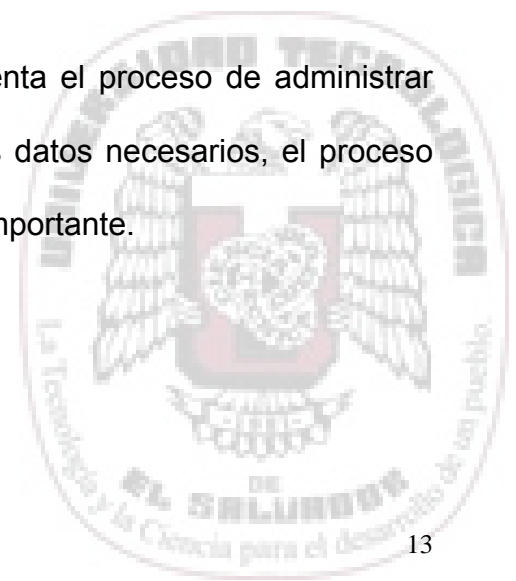 enta el proceso de administrar
datos necesarios, el proceso
mportante.
UNIVERSIDAD TECNOLOGICA
La Tecnología y la Ciencia para el desarrollo de un pueblo.
DE
EL SALVADOR
13